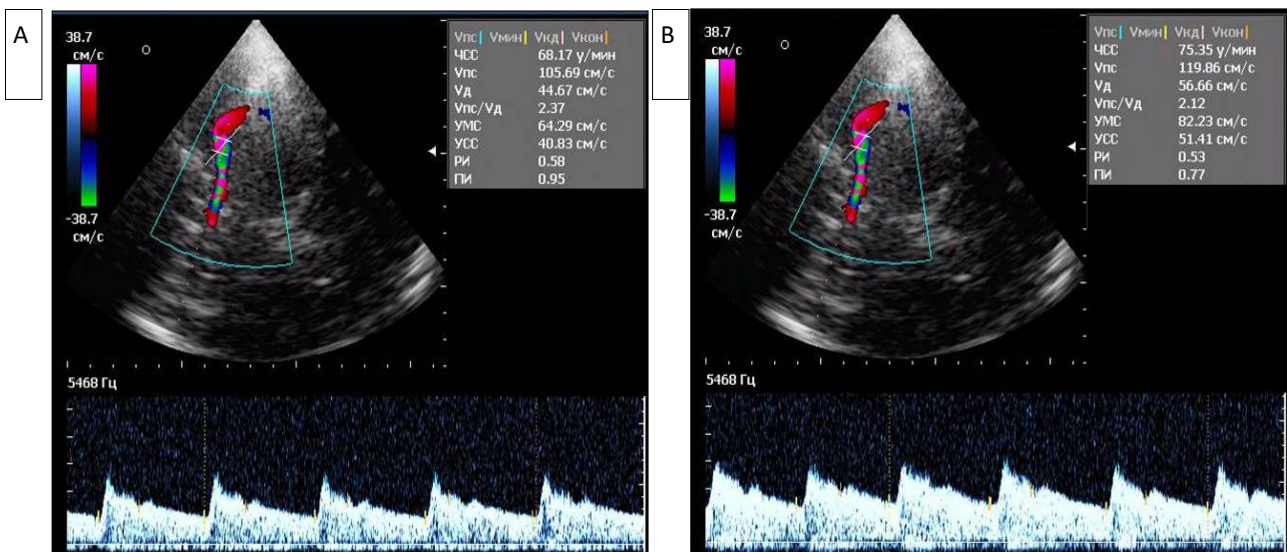 A
38.7
см/с
-38.7
см/с
Vпс Vмин Vкд Vкон
ЧСС 68.17 у/мин
Vпс 105.69 см/с
Vд 44.67 см/с
Vпс/Vд 2.37
УМС 64.29 см/с
УСС 40.83 см/с
РИ 0.58
ПИ 0.95
5468 Гц
B
38.7
см/с
-38.7
см/с
Vпс Vмин Vкд Vкон
ЧСС 75.35 у/мин
Vпс 119.86 см/с
Vд 56.66 см/с
Vпс/Vд 2.12
УМС 82.23 см/с
УСС 51.41 см/с
РИ 0.53
ПИ 0.77
5468 Гц